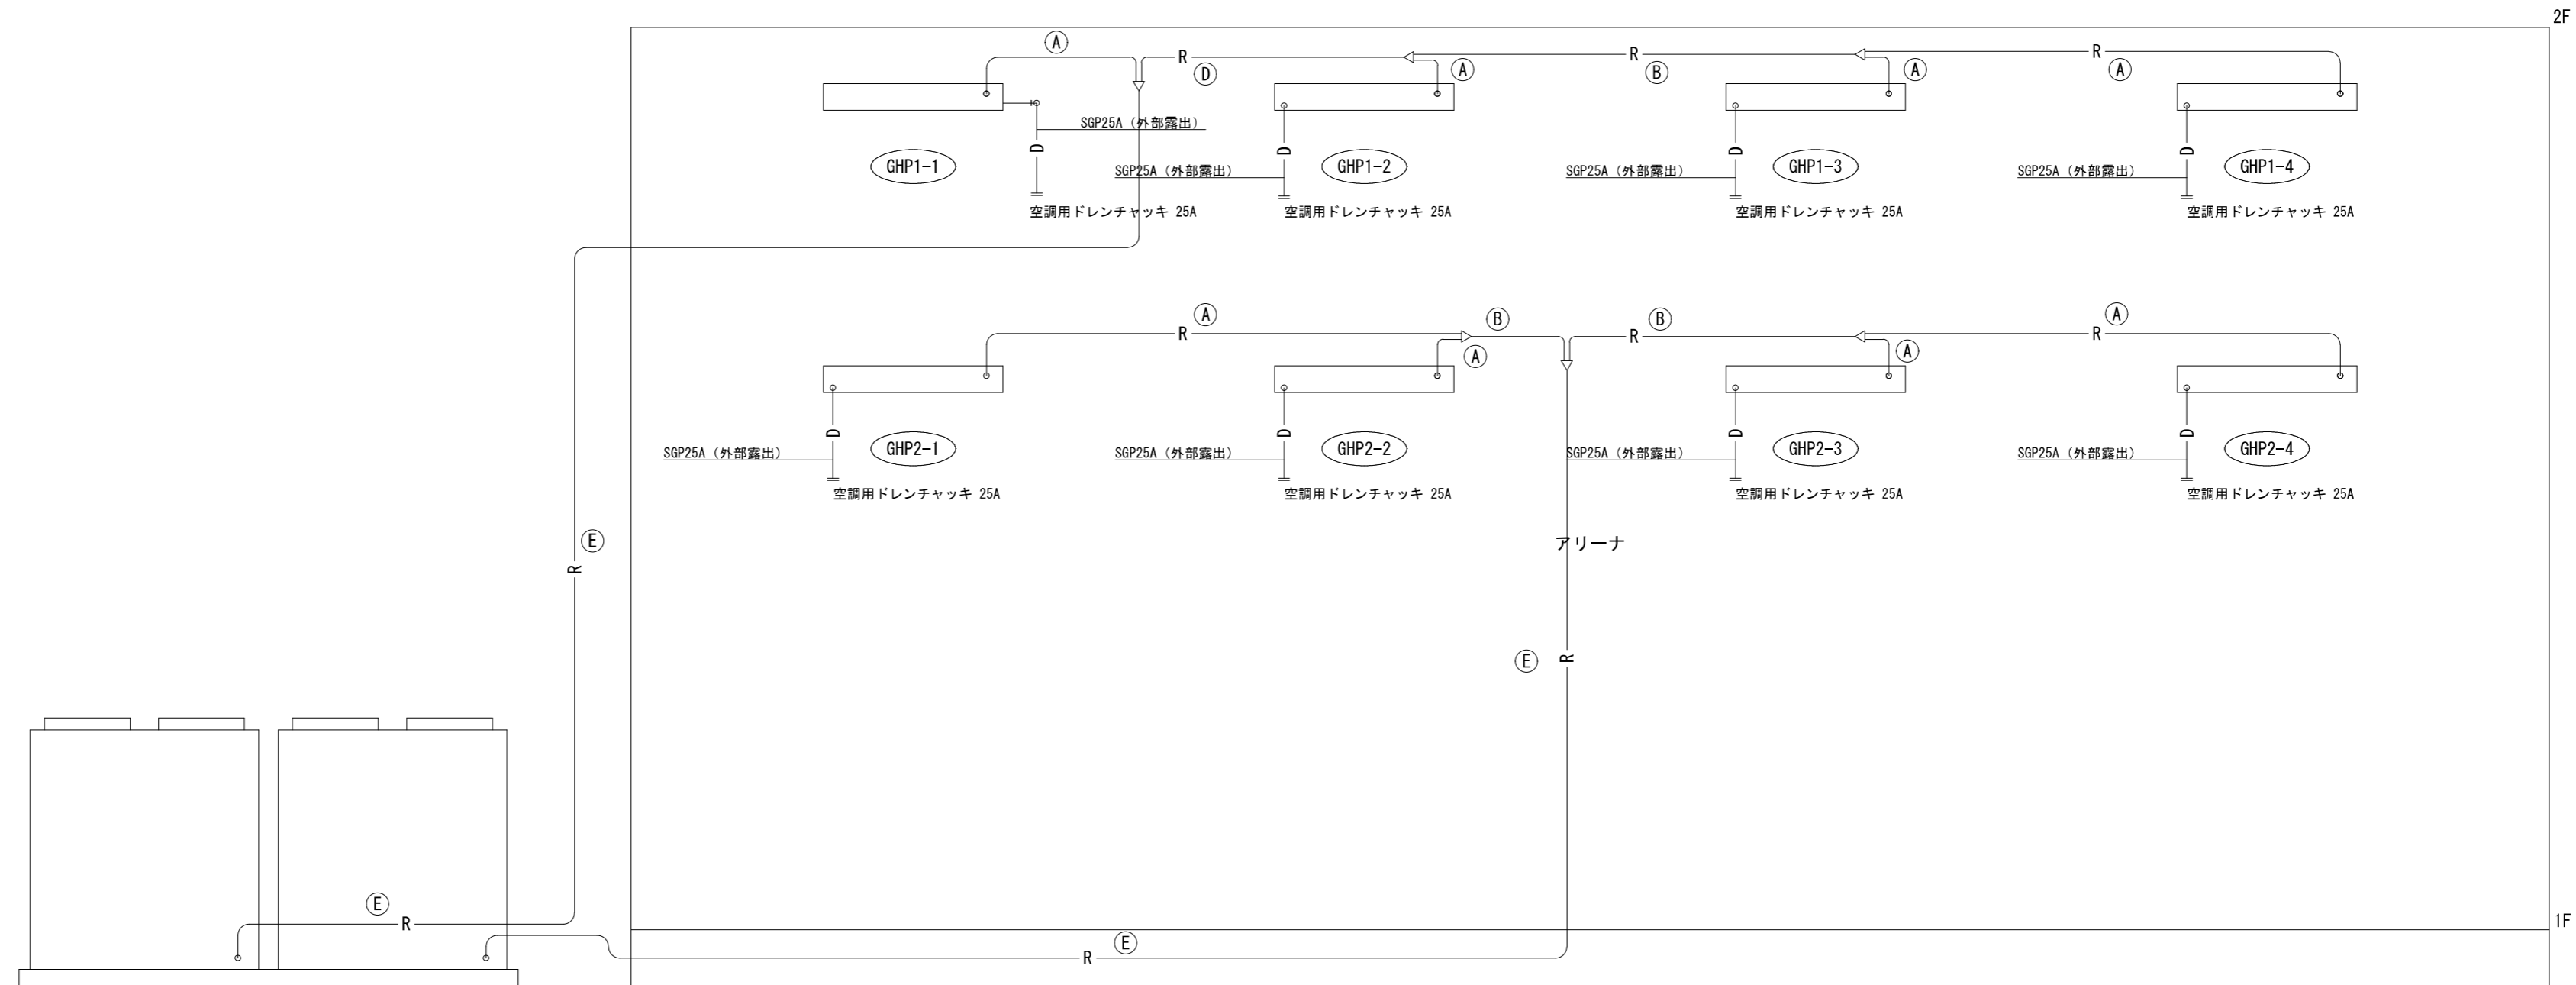 2F
Ⓐ
R
Ⓓ
Ⓐ
R
Ⓑ
Ⓐ
R
Ⓐ
SGP25A (外部露出)
D
GHP1-1
空調用ドレンチャッキ 25A
SGP25A (外部露出)
D
GHP1-2
空調用ドレンチャッキ 25A
SGP25A (外部露出)
D
GHP1-3
空調用ドレンチャッキ 25A
SGP25A (外部露出)
D
GHP1-4
空調用ドレンチャッキ 25A
Ⓐ
R
Ⓑ
Ⓐ
Ⓑ
R
Ⓐ
Ⓐ
R
SGP25A (外部露出)
D
GHP2-1
空調用ドレンチャッキ 25A
SGP25A (外部露出)
D
GHP2-2
空調用ドレンチャッキ 25A
SGP25A (外部露出)
D
GHP2-3
空調用ドレンチャッキ 25A
SGP25A (外部露出)
D
GHP2-4
空調用ドレンチャッキ 25A
Ⓔ
R
アリーナ
Ⓔ
R
Ⓔ
R
1F
Ⓔ
R